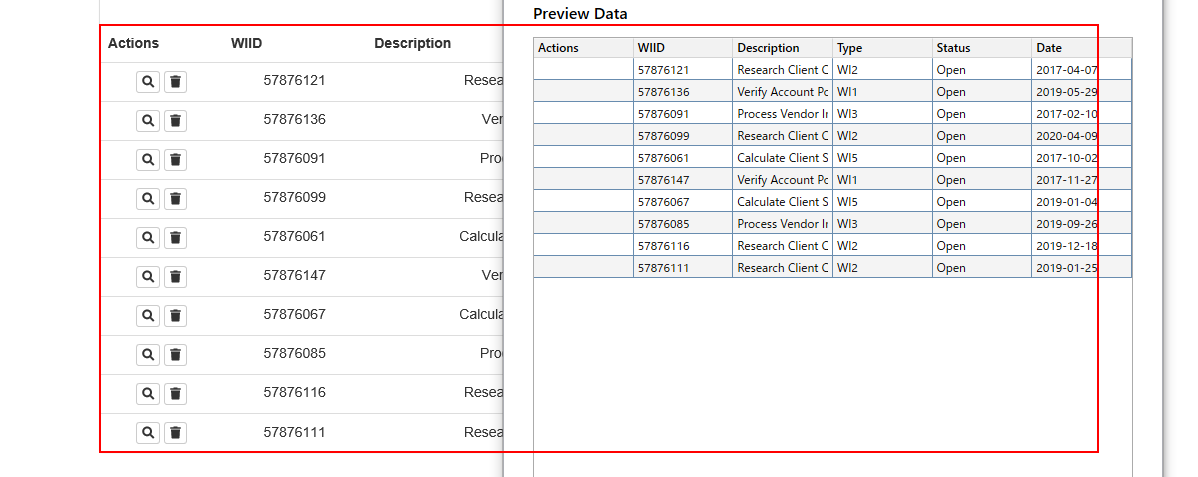 Preview Data
Actions WIID Description
57876121 Resea
57876136 Ver
57876091 Pro
57876099 Resea
57876061 Calcula
57876147 Ver
57876067 Calcula
57876085 Pro
57876116 Resea
57876111 Resea
Actions WIID Description Type Status Date
57876121 Research Client C WI2 Open 2017-04-07
57876136 Verify Account Po WI1 Open 2019-05-29
57876091 Process Vendor In WI3 Open 2017-02-10
57876099 Research Client C WI2 Open 2020-04-09
57876061 Calculate Client S WI5 Open 2017-10-02
57876147 Verify Account Po WI1 Open 2017-11-27
57876067 Calculate Client S WI5 Open 2019-01-04
57876085 Process Vendor In WI3 Open 2019-09-26
57876116 Research Client C WI2 Open 2019-12-18
57876111 Research Client C WI2 Open 2019-01-25